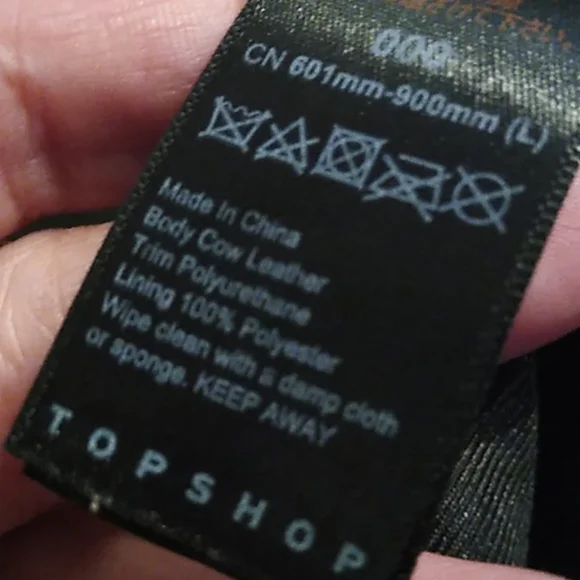 000
CN 601mm-900mm (L)
Made In China
Body Cow Leather
Trim Polyurethane
Lining 100% Polyester
Wipe clean with a damp cloth
or sponge. KEEP AWAY
TOPSHOP